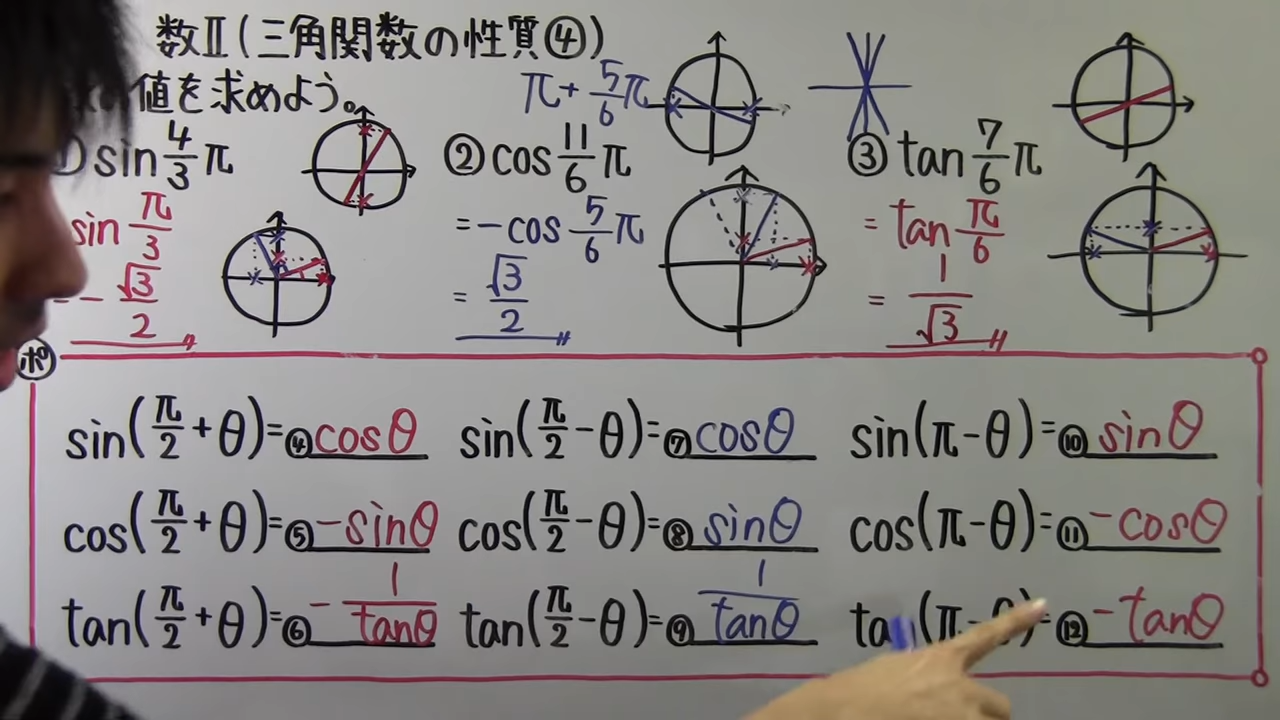 数Ⅱ(三角関数の性質④)
値を求めよう。
sin 4/3 π
= sin π/3
= - √3/2
π + 5/6 π
② cos 11/6 π
= -cos 5/6 π
= √3/2
③ tan 7/6 π
= tan π/6
= 1/√3
ポ
sin(π/2 + θ)= ④ cosθ
cos(π/2 + θ)= ⑤ -sinθ
tan(π/2 + θ)= ⑥ - 1/tanθ
sin(π/2 - θ)= ⑦ cosθ
cos(π/2 - θ)= ⑧ sinθ
tan(π/2 - θ)= ⑨ 1/tanθ
sin(π - θ)= ⑩ sinθ
cos(π - θ)= ⑪ -cosθ
tan(π - θ)= ⑫ -tanθ